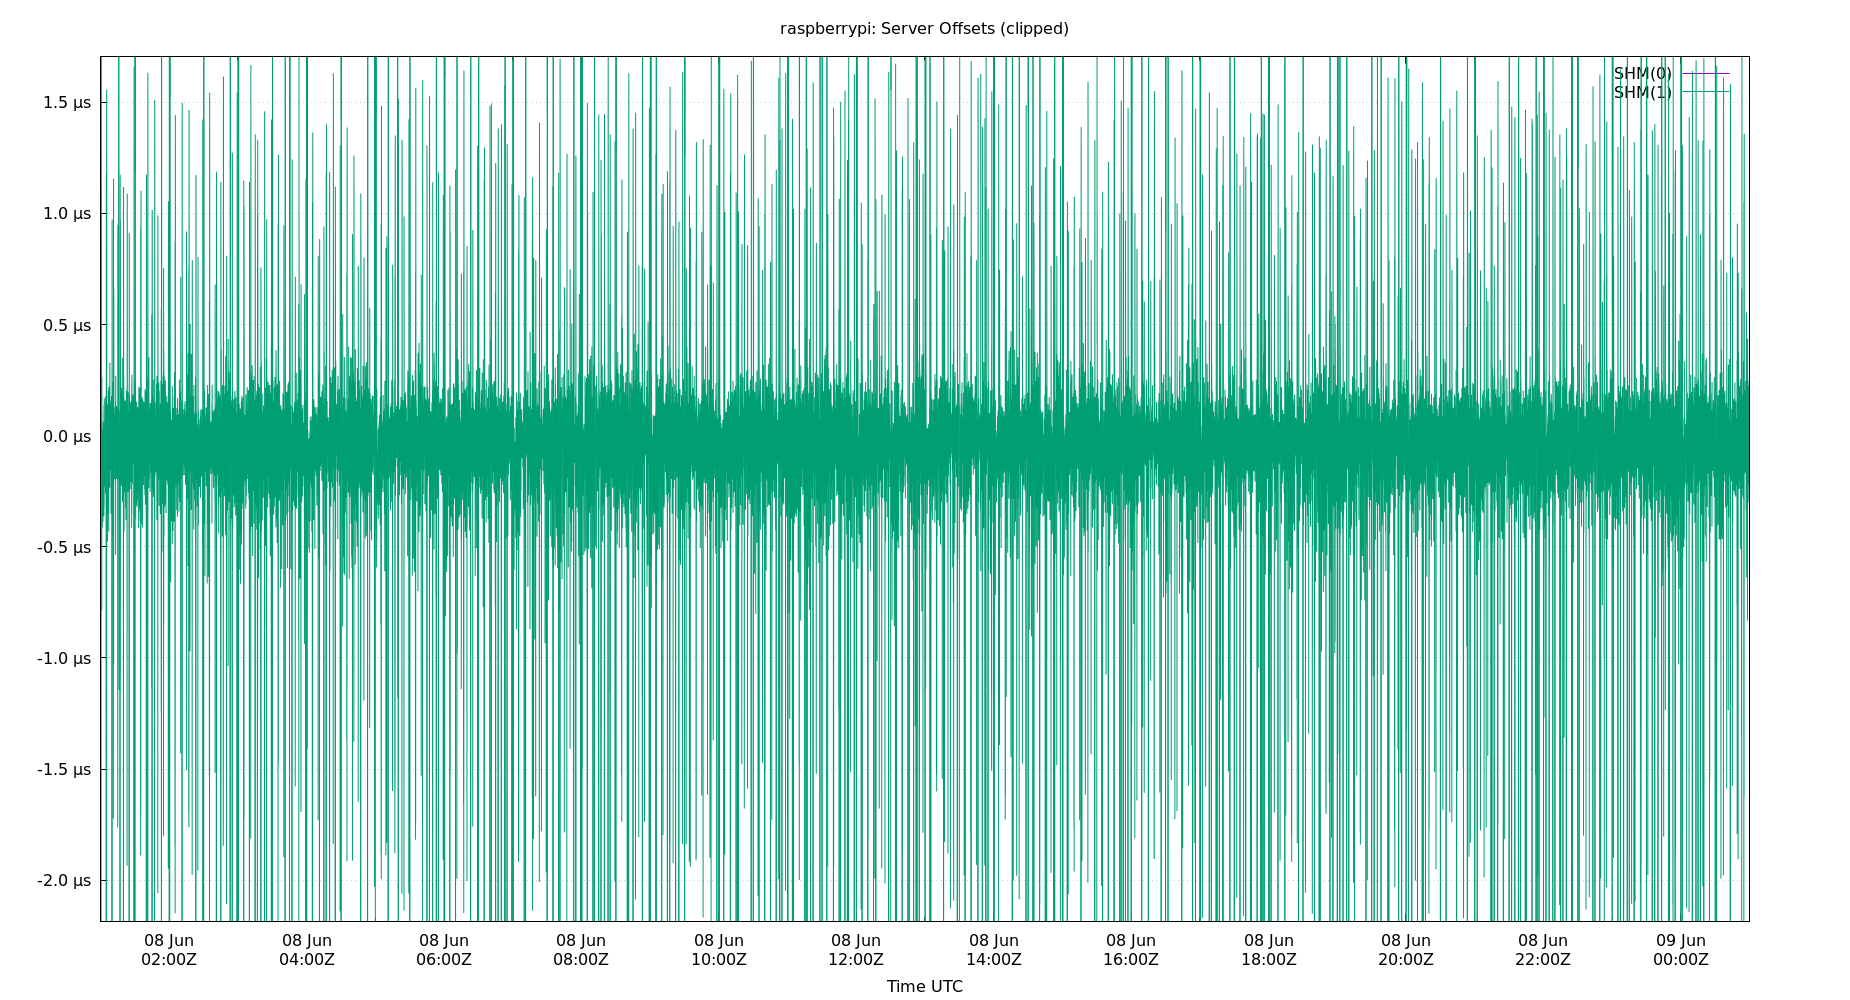 raspberrypi: Server Offsets (clipped)
SHM(0)
SHM(1)
1.5 µs
1.0 µs
0.5 µs
0.0 µs
-0.5 µs
-1.0 µs
-1.5 µs
-2.0 µs
08 Jun 08 Jun 08 Jun 08 Jun 08 Jun 08 Jun 08 Jun 08 Jun 08 Jun 08 Jun 08 Jun 09 Jun
02:00Z 04:00Z 06:00Z 08:00Z 10:00Z 12:00Z 14:00Z 16:00Z 18:00Z 20:00Z 22:00Z 00:00Z
Time UTC